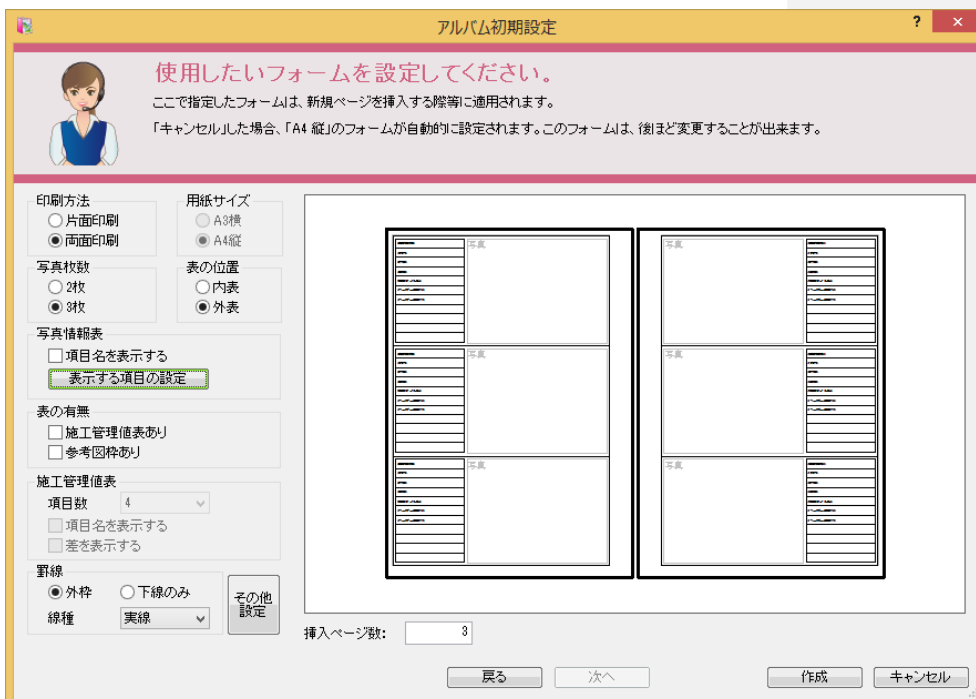 アルバム初期設定
? ×
使用したいフォームを設定してください。
ここで指定したフォームは、新規ページを挿入する際等に適用されます。
「キャンセル」した場合、「A4 縦」のフォームが自動的に設定されます。このフォームは、後ほど変更することが出来ます。
印刷方法
片面印刷
両面印刷
用紙サイズ
A3横
A4縦
写真枚数
2枚
3枚
表の位置
内表
外表
写真情報表
項目名を表示する
表示する項目の設定
表の有無
施工管理値表あり
参考図枠あり
施工管理値表
項目数 4
項目名を表示する
差を表示する
罫線
外枠 下線のみ
線種 実線
その他
設定
写真
写真
写真
写真
写真
写真
挿入ページ数: 3
戻る 次へ 作成 キャンセル